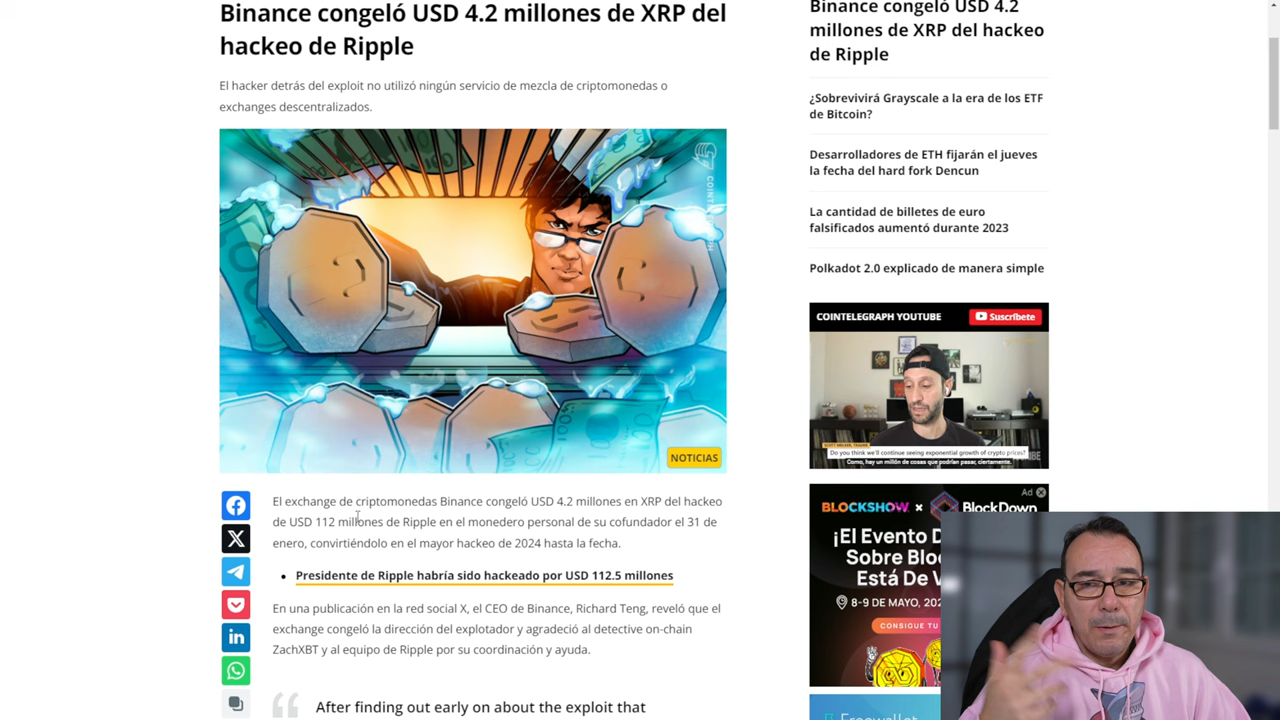 Binance congeló USD 4.2 millones de XRP del
hackeo de Ripple
El hacker detrás del exploit no utilizó ningún servicio de mezcla de criptomonedas o
exchanges descentralizados.
COINTELEGRAPH
NOTICIAS
El exchange de criptomonedas Binance congeló USD 4.2 millones en XRP del hackeo
de USD 112 millones de Ripple en el monedero personal de su cofundador el 31 de
enero, convirtiéndolo en el mayor hackeo de 2024 hasta la fecha.
• Presidente de Ripple habría sido hackeado por USD 112.5 millones
En una publicación en la red social X, el CEO de Binance, Richard Teng, reveló que el
exchange congeló la dirección del explotador y agradeció al detective on-chain
ZachXBT y al equipo de Ripple por su coordinación y ayuda.
After finding out early on about the exploit that
Binance congeló USD 4.2
millones de XRP del hackeo
de Ripple
¿Sobrevivirá Grayscale a la era de los ETF
de Bitcoin?
Desarrolladores de ETH fijarán el jueves
la fecha del hard fork Dencun
La cantidad de billetes de euro
falsificados aumentó durante 2023
Polkadot 2.0 explicado de manera simple
COINTELEGRAPH YOUTUBE
Suscríbete
Do you think we'll continue seeing exponential growth of crypto prices?
Como, hay un millón de cosas que podrían pasar, ciertamente.
Ad
BLOCKSHOW × BlockDown
¡El Evento D
Sobre Bloc
Está De V
8-9 DE MAYO, 202
CONSIGUE TU
Freewallet